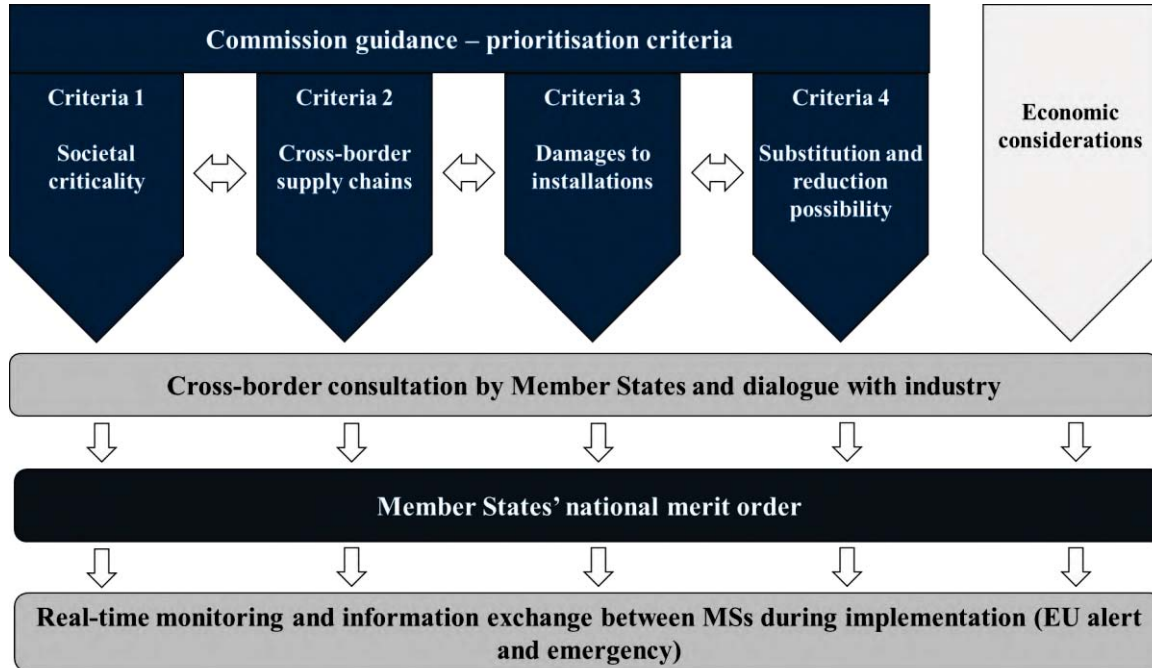 Commission guidance – prioritisation criteria
Criteria 1
Societal
criticality
Criteria 2
Cross-border
supply chains
Criteria 3
Damages to
installations
Criteria 4
Substitution and
reduction
possibility
Economic
considerations
Cross-border consultation by Member States and dialogue with industry
Member States’ national merit order
Real-time monitoring and information exchange between MSs during implementation (EU alert
and emergency)